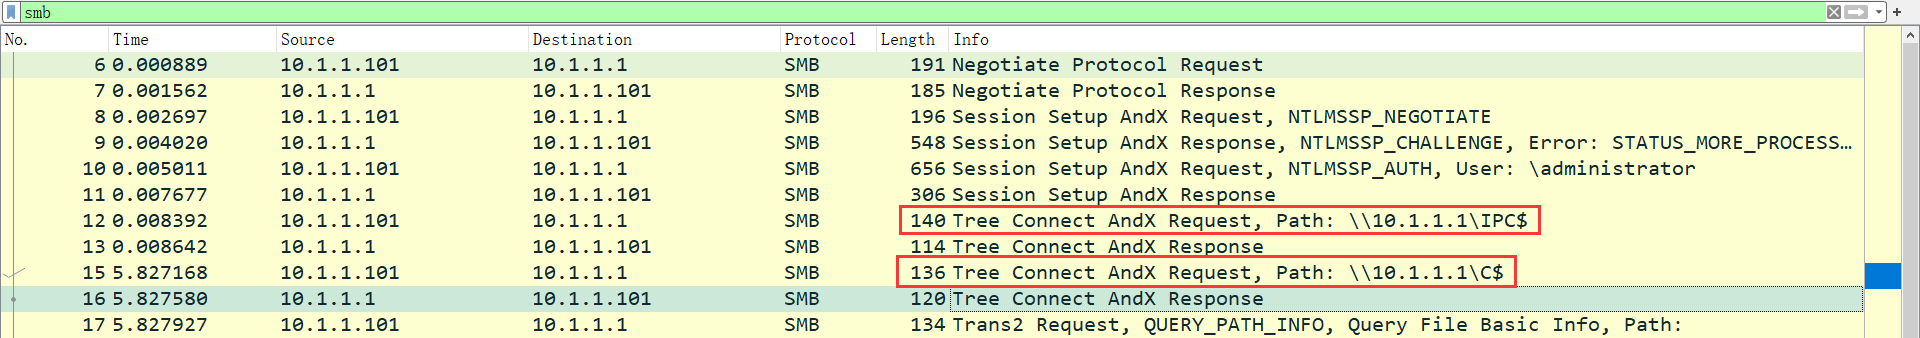 smb
No. Time Source Destination Protocol Length Info
6 0.000889 10.1.1.101 10.1.1.1 SMB 191 Negotiate Protocol Request
7 0.001562 10.1.1.1 10.1.1.101 SMB 185 Negotiate Protocol Response
8 0.002697 10.1.1.101 10.1.1.1 SMB 196 Session Setup AndX Request, NTLMSSP_NEGOTIATE
9 0.004020 10.1.1.1 10.1.1.101 SMB 548 Session Setup AndX Response, NTLMSSP_CHALLENGE, Error: STATUS_MORE_PROCESS…
10 0.005011 10.1.1.101 10.1.1.1 SMB 656 Session Setup AndX Request, NTLMSSP_AUTH, User: \administrator
11 0.007677 10.1.1.1 10.1.1.101 SMB 306 Session Setup AndX Response
12 0.008392 10.1.1.101 10.1.1.1 SMB 140 Tree Connect AndX Request, Path: \\10.1.1.1\IPC$
13 0.008642 10.1.1.1 10.1.1.101 SMB 114 Tree Connect AndX Response
15 5.827168 10.1.1.101 10.1.1.1 SMB 136 Tree Connect AndX Request, Path: \\10.1.1.1\C$
16 5.827580 10.1.1.1 10.1.1.101 SMB 120 Tree Connect AndX Response
17 5.827927 10.1.1.101 10.1.1.1 SMB 134 Trans2 Request, QUERY_PATH_INFO, Query File Basic Info, Path: